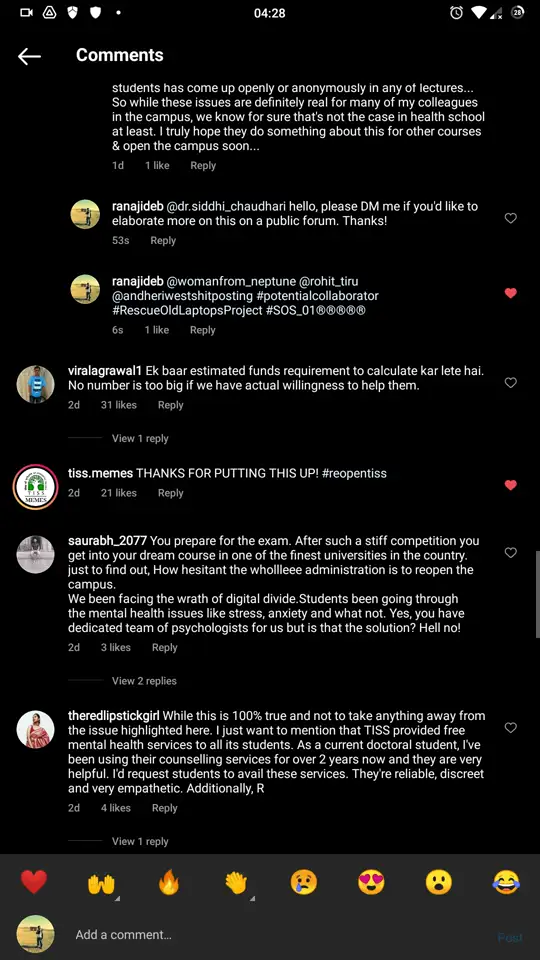 04:28
28
Comments
students has come up openly or anonymously in any of lectures...
So while these issues are definitely real for many of my colleagues
in the campus, we know for sure that's not the case in health school
at least. I truly hope they do something about this for other courses
& open the campus soon...
1d 1 like Reply
ranajideb @dr.siddhi_chaudhari hello, please DM me if you'd like to
elaborate more on this on a public forum. Thanks!
53s Reply
ranajideb @womanfrom_neptune @rohit_tiru
@andheriwestshitposting #potentialcollaborator
#RescueOldLaptopsProject #SOS_01®®®®®
6s 1 like Reply
viralagrawal1 Ek baar estimated funds requirement to calculate kar lete hai.
No number is too big if we have actual willingness to help them.
2d 31 likes Reply
View 1 reply
tiss.memes THANKS FOR PUTTING THIS UP! #reopentiss
TISS
MEMES
2d 21 likes Reply
saurabh_2077 You prepare for the exam. After such a stiff competition you
get into your dream course in one of the finest universities in the country.
just to find out, How hesitant the whollleee administration is to reopen the
campus.
We been facing the wrath of digital divide.Students been going through
the mental health issues like stress, anxiety and what not. Yes, you have
dedicated team of psychologists for us but is that the solution? Hell no!
2d 3 likes Reply
View 2 replies
theredlipstickgirl While this is 100% true and not to take anything away from
the issue highlighted here. I just want to mention that TISS provided free
mental health services to all its students. As a current doctoral student, I've
been using their counselling services for over 2 years now and they are very
helpful. I'd request students to avail these services. They're reliable, discreet
and very empathetic. Additionally, R
2d 4 likes Reply
View 1 reply
Add a comment...
Post